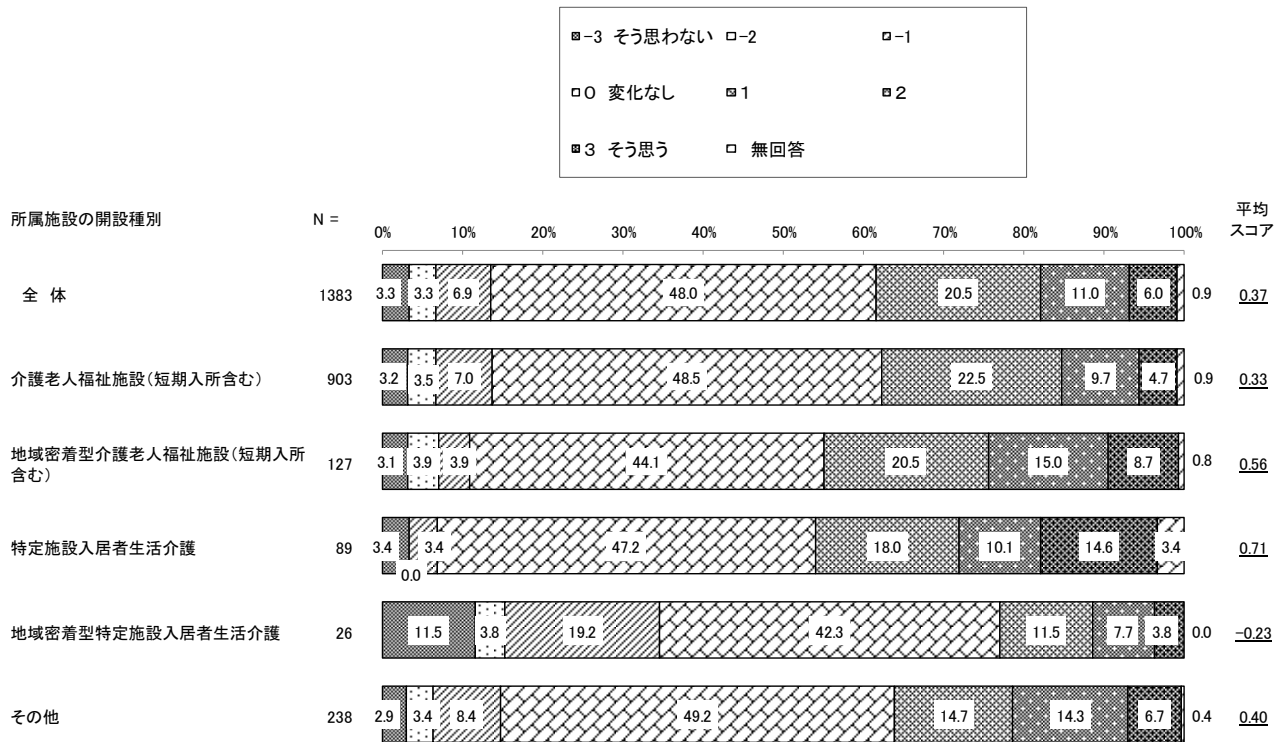 -3 そう思わない -2 -1
0 変化なし 1 2
3 そう思う 無回答
所属施設の開設種別 N = 平均
スコア
0% 10% 20% 30% 40% 50% 60% 70% 80% 90% 100%
全 体 1383 3.3 3.3 6.9 48.0 20.5 11.0 6.0 0.9 0.37
介護老人福祉施設(短期入所含む) 903 3.2 3.5 7.0 48.5 22.5 9.7 4.7 0.9 0.33
地域密着型介護老人福祉施設(短期入所
含む) 127 3.1 3.9 3.9 44.1 20.5 15.0 8.7 0.8 0.56
特定施設入居者生活介護 89 3.4 0.0 3.4 47.2 18.0 10.1 14.6 3.4 0.71
地域密着型特定施設入居者生活介護 26 11.5 3.8 19.2 42.3 11.5 7.7 3.8 0.0 -0.23
その他 238 2.9 3.4 8.4 49.2 14.7 14.3 6.7 0.4 0.40